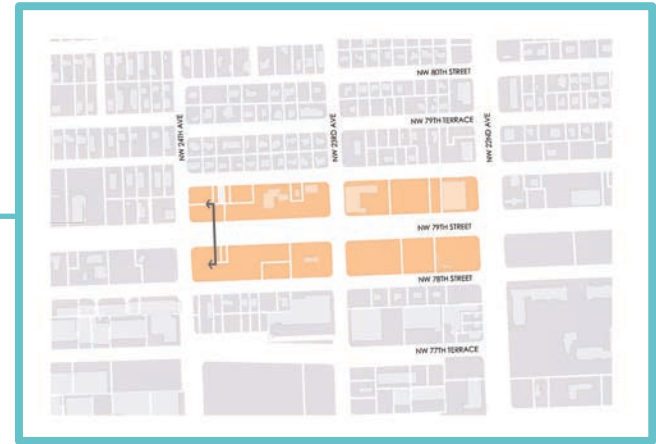 NW 80TH STREET
NW 79TH TERRACE
NW 24TH AVE
NW 23RD AVE
NW 22ND AVE
NW 79TH STREET
NW 78TH STREET
NW 77TH TERRACE